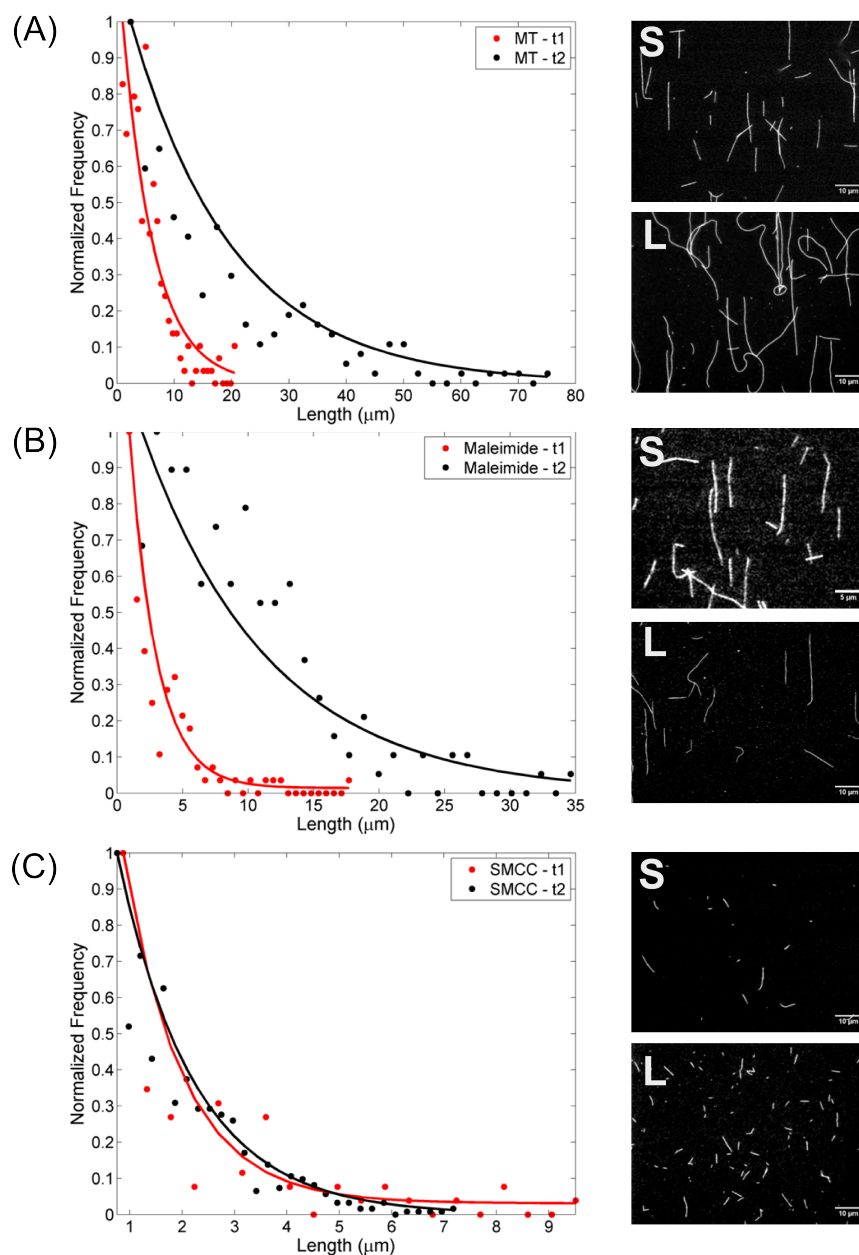 (A)
MT - t1
MT - t2
1
0.9
0.8
0.7
0.6
0.5
0.4
0.3
0.2
0.1
0
Normalized Frequency
0 10 20 30 40 50 60 70 80
Length (μm)
S
10 μm
L
10 μm
(B)
Maleimide - t1
Maleimide - t2
1
0.9
0.8
0.7
0.6
0.5
0.4
0.3
0.2
0.1
0
Normalized Frequency
0 5 10 15 20 25 30 35
Length (μm)
S
5 μm
L
10 μm
(C)
SMCC - t1
SMCC - t2
1
0.9
0.8
0.7
0.6
0.5
0.4
0.3
0.2
0.1
0
Normalized Frequency
1 2 3 4 5 6 7 8 9
Length (μm)
S
10 μm
L
10 μm